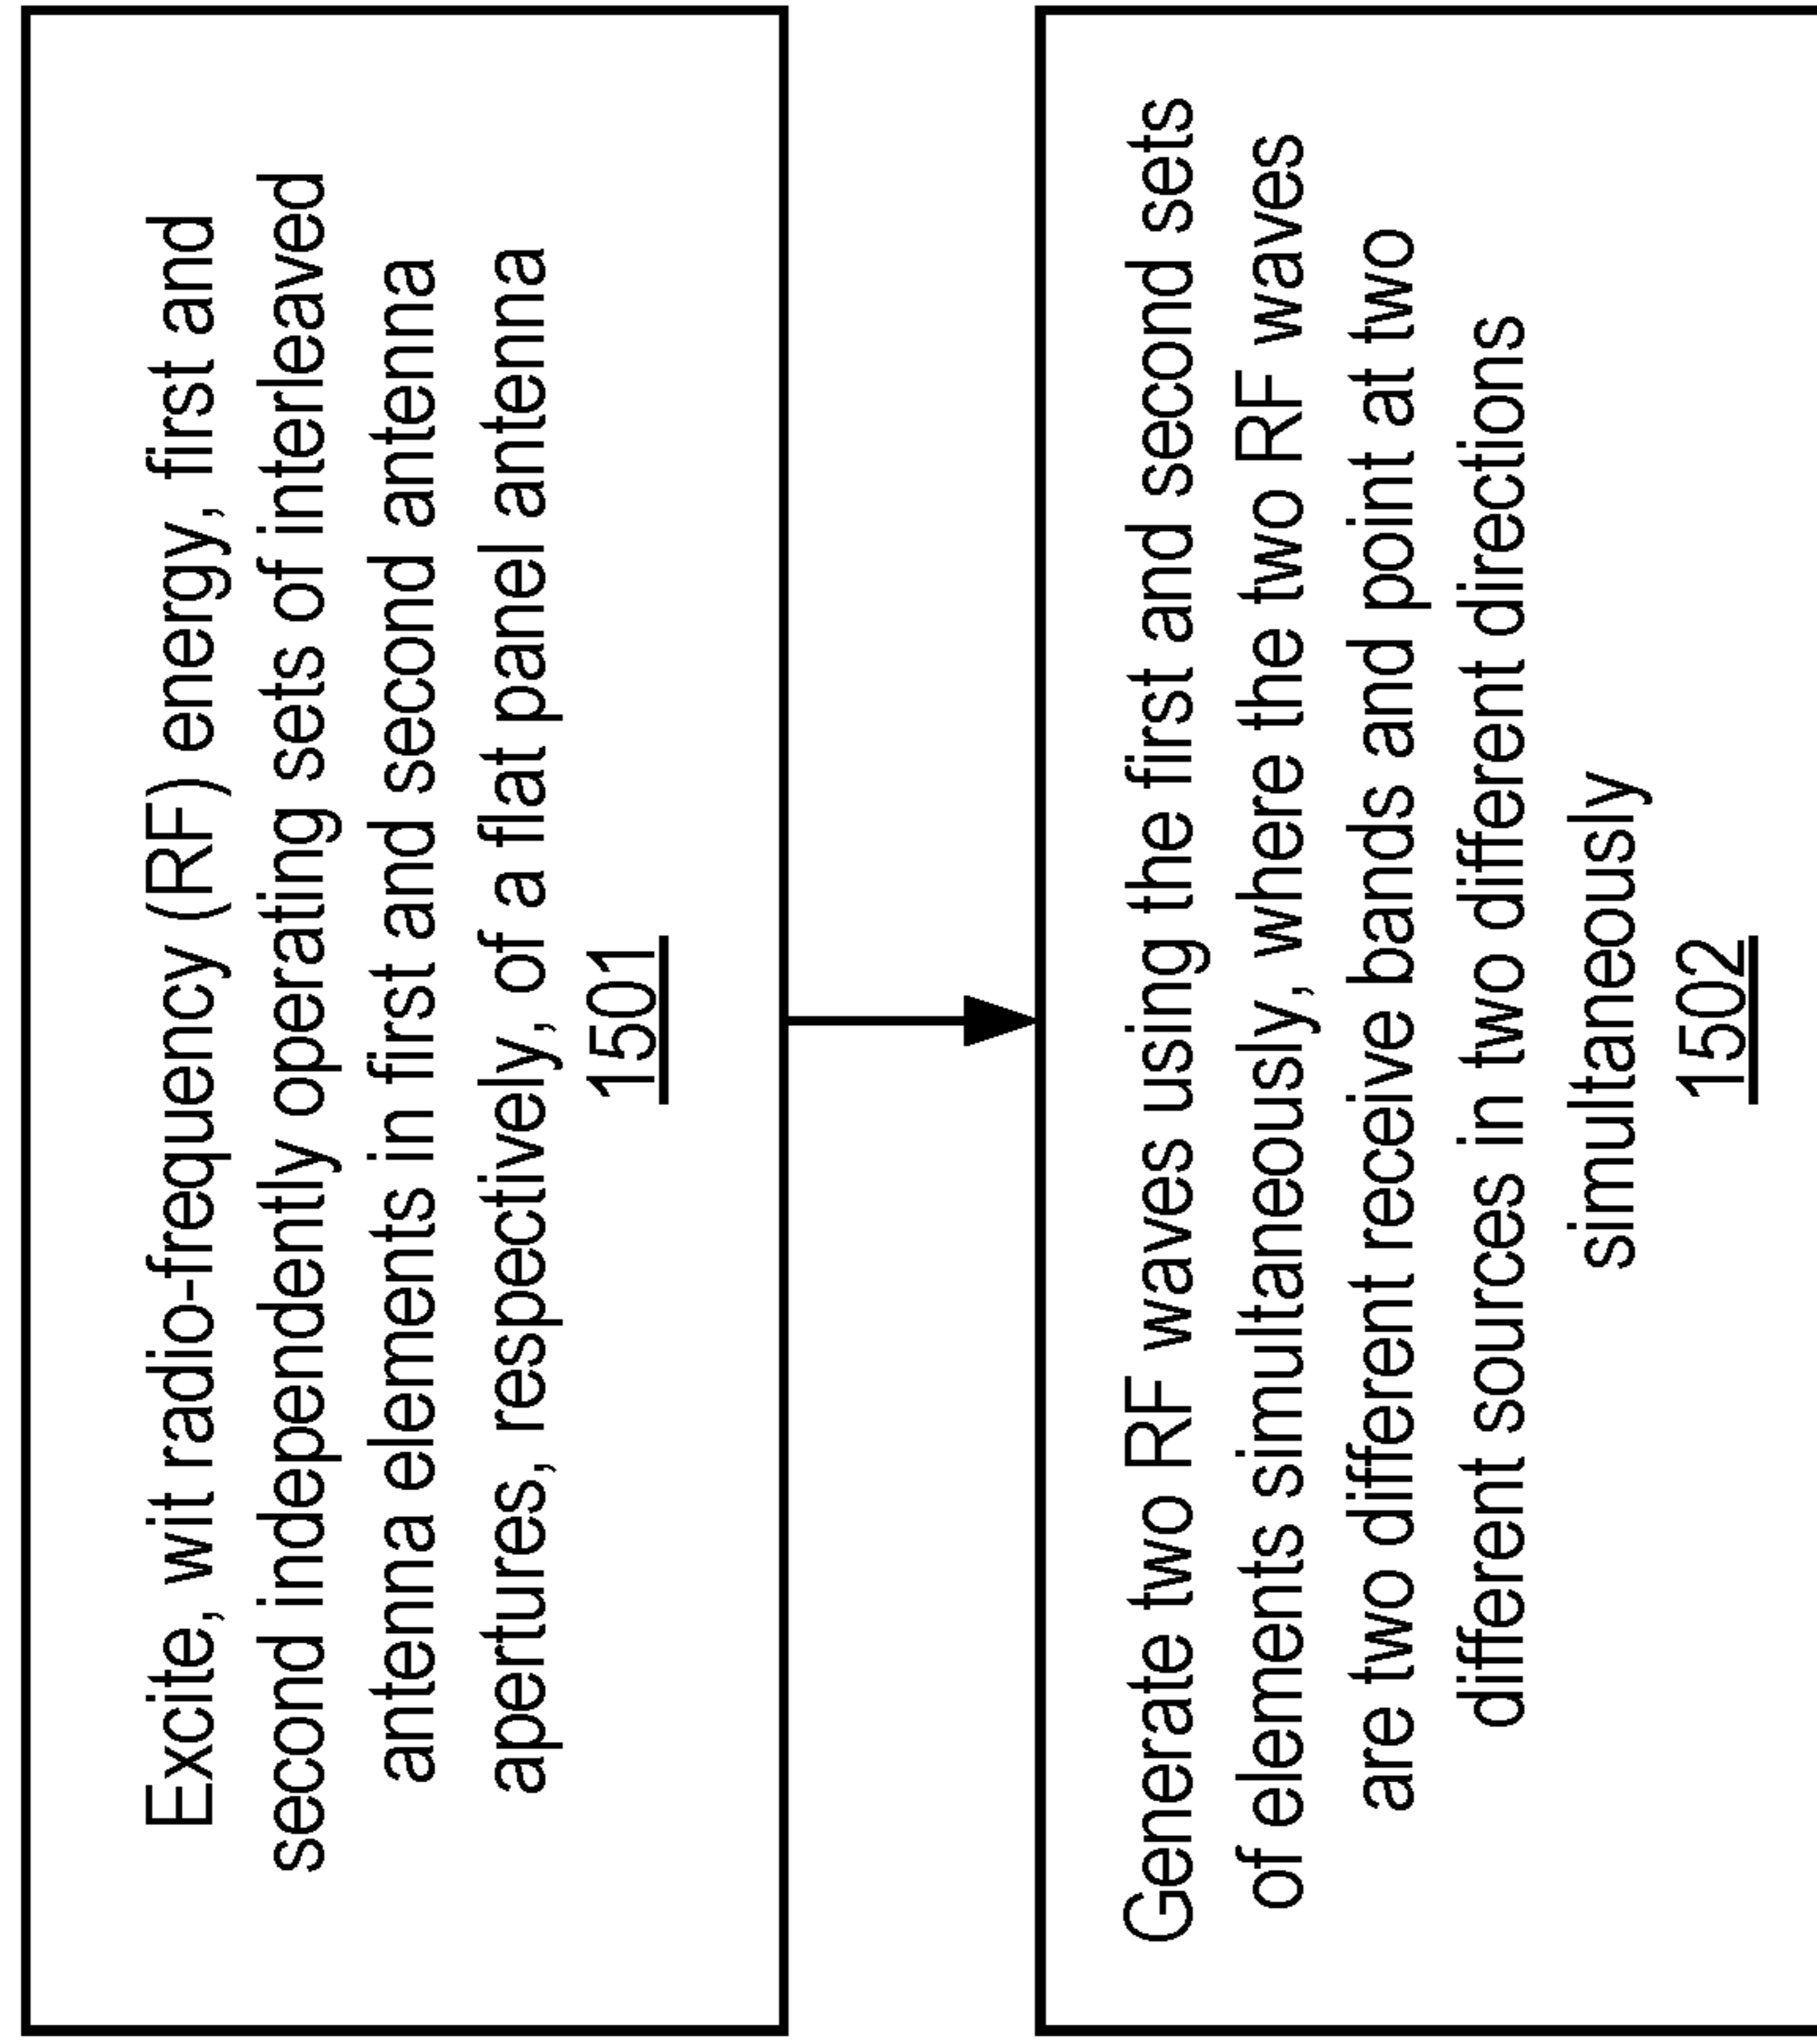 Excite, wit radio-frequency (RF) energy, first and
second independently operating sets of interleaved
antenna elements in first and second antenna
apertures, respectively, of a flat panel antenna
1501
Generate two RF waves using the first and second sets
of elements simultaneously, where the two RF waves
are two different receive bands and point at two
different sources in two different directions
simultaneously
1502